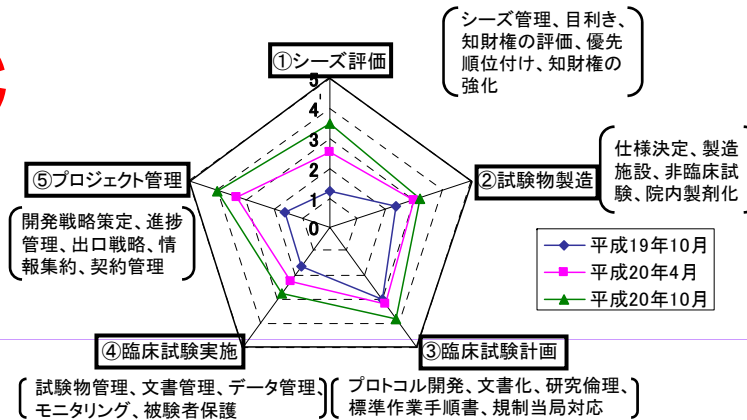 シーズ管理、目利き、
知財権の評価、優先
順位付け、知財権の
強化
①シーズ評価
5
4
3
2
1
0
②試験物製造
仕様決定、製造
施設、非臨床試
験、院内製剤化
⑤プロジェクト管理
開発戦略策定、進捗
管理、出口戦略、情
報集約、契約管理
平成19年10月
平成20年4月
平成20年10月
④臨床試験実施
③臨床試験計画
試験物管理、文書管理、データ管理、
モニタリング、被験者保護
プロトコル開発、文書化、研究倫理、
標準作業手順書、規制当局対応